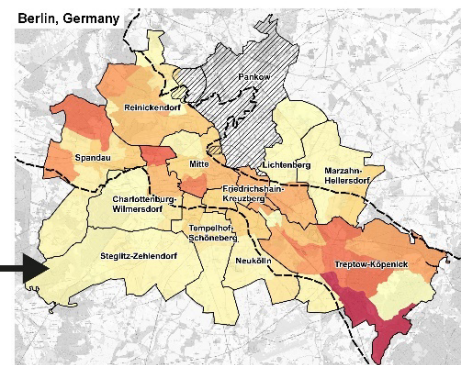 Berlin, Germany
Pankow
Reinickendorf
Spandau
Mitte
Lichtenberg
Marzahn-
Hellersdorf
Charlottenburg-
Wilmersdorf
Friedrichshain-
Kreuzberg
Tempelhof-
Schöneberg
Steglitz-Zehlendorf
Neukölln
Treptow-Köpenick